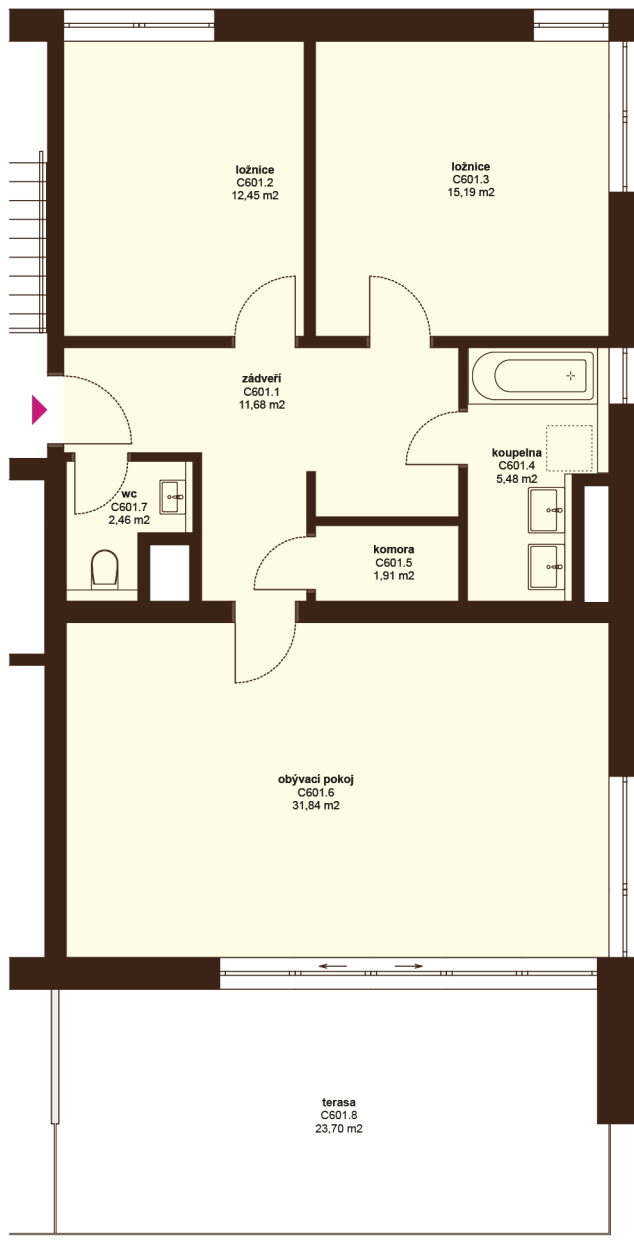 ložnice
C601.2
12,45 m2
ložnice
C601.3
15,19 m2
zádveří
C601.1
11,68 m2
koupelna
C601.4
5,48 m2
wc
C601.7
2,46 m2
komora
C601.5
1,91 m2
obývací pokoj
C601.6
31,84 m2
terasa
C601.8
23,70 m2